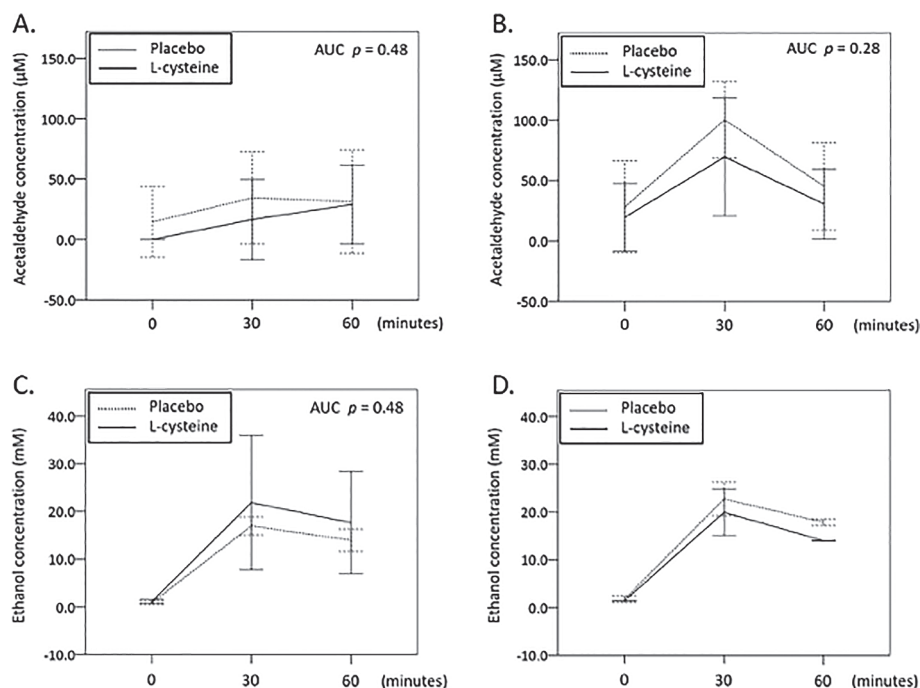 A.
Placebo
L-cysteine
AUC p = 0.48
Acetaldehyde concentration (µM)
150.0
100.0
50.0
0.0
-50.0
0 30 60 (minutes)
B.
Placebo
L-cysteine
AUC p = 0.28
Acetaldehyde concentration (µM)
150.0
100.0
50.0
0.0
-50.0
0 30 60 (minutes)
C.
Placebo
L-cysteine
AUC p = 0.48
Ethanol concentration (mM)
40.0
30.0
20.0
10.0
0.0
-10.0
0 30 60 (minutes)
D.
Placebo
L-cysteine
Ethanol concentration (mM)
40.0
30.0
20.0
10.0
0.0
-10.0
0 30 60 (minutes)